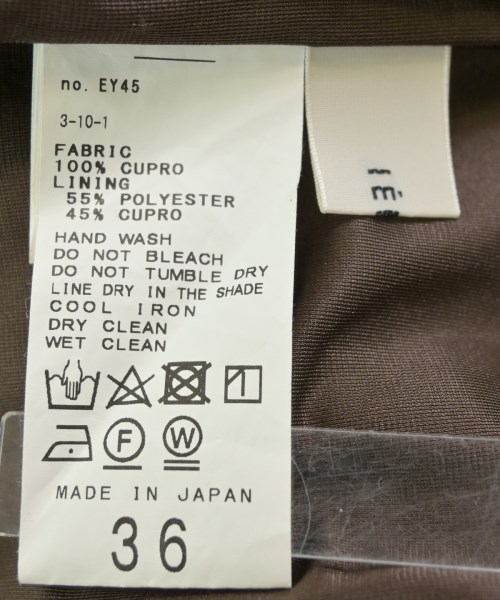 no. EY45
3-10-1
FABRIC
100% CUPRO
LINING
55% POLYESTER
45% CUPRO
HAND WASH
DO NOT BLEACH
DO NOT TUMBLE DRY
LINE DRY IN THE SHADE
COOL IRON
DRY CLEAN
WET CLEAN
F W
MADE IN JAPAN
36